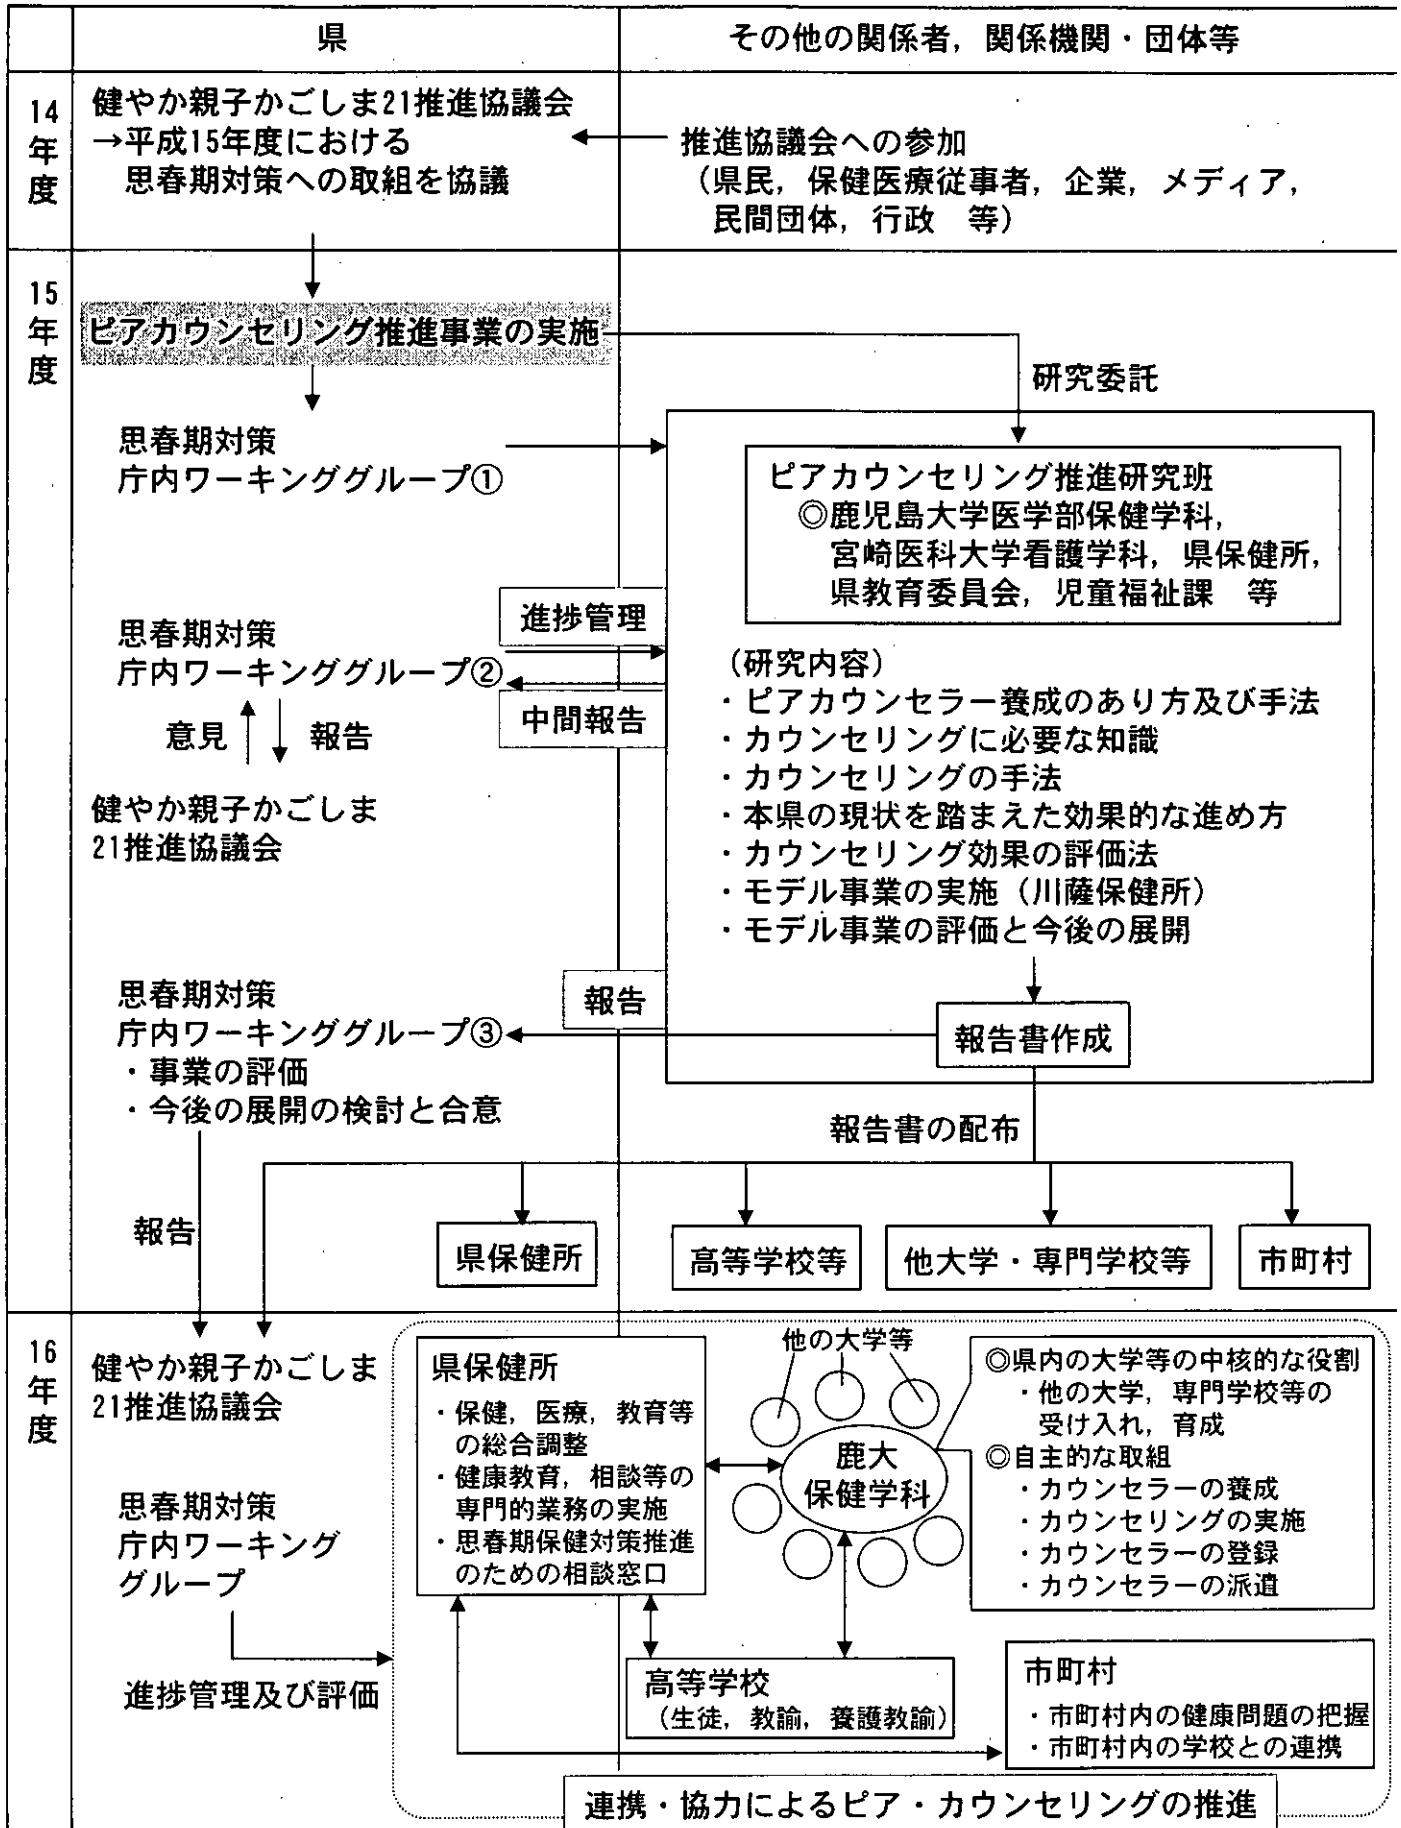 県
その他の関係者，関係機関・団体等
14年度
健やか親子かごしま21推進協議会
→平成15年度における
思春期対策への取組を協議
推進協議会への参加
（県民，保健医療従事者，企業，メディア，
民間団体，行政　等）
15年度
ピアカウンセリング推進事業の実施
研究委託
思春期対策
庁内ワーキンググループ①
ピアカウンセリング推進研究班
◎鹿児島大学医学部保健学科，
宮崎医科大学看護学科，県保健所，
県教育委員会，児童福祉課　等
進捗管理
思春期対策
庁内ワーキンググループ②
中間報告
意見
報告
健やか親子かごしま
21推進協議会
（研究内容）
・ピアカウンセラー養成のあり方及び手法
・カウンセリングに必要な知識
・カウンセリングの手法
・本県の現状を踏まえた効果的な進め方
・カウンセリング効果の評価法
・モデル事業の実施（川薩保健所）
・モデル事業の評価と今後の展開
報告
思春期対策
庁内ワーキンググループ③
・事業の評価
・今後の展開の検討と合意
報告書作成
報告書の配布
報告
県保健所
高等学校等
他大学・専門学校等
市町村
16年度
健やか親子かごしま
21推進協議会
思春期対策
庁内ワーキング
グループ
進捗管理及び評価
県保健所
・保健，医療，教育等
の総合調整
・健康教育，相談等の
専門的業務の実施
・思春期保健対策推進
のための相談窓口
他の大学等
鹿大
保健学科
◎県内の大学等の中核的な役割
・他の大学，専門学校等の
受け入れ，育成
◎自主的な取組
・カウンセラーの養成
・カウンセリングの実施
・カウンセラーの登録
・カウンセラーの派遣
高等学校
（生徒，教諭，養護教諭）
市町村
・市町村内の健康問題の把握
・市町村内の学校との連携
連携・協力によるピア・カウンセリングの推進